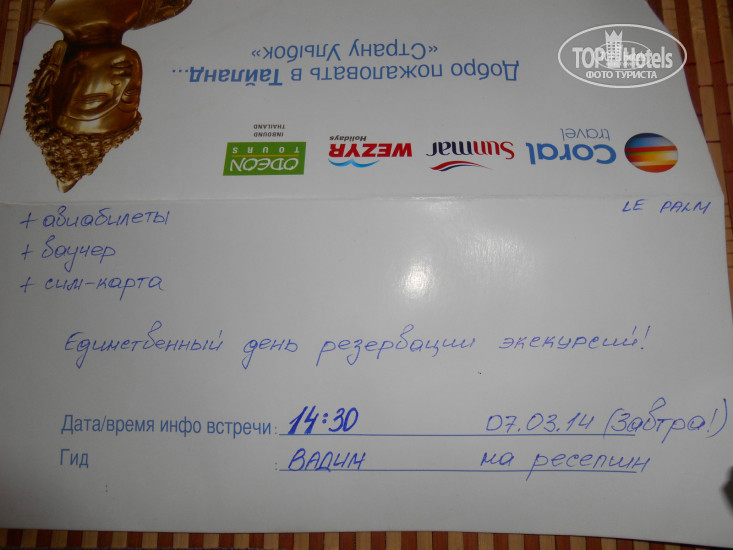 TOP Hotels
ФОТО ТУРИСТА
Добро пожаловать в Тайланд...
«Страну Улыбок»
Coral travel
Sunmar
WEZYR Holidays
ODEON TOURS
INBOUND THAILAND
LE PALM
+ авиабилеты
+ ваучер
+ сим-карта
Единственный день резервации экскурсий!
Дата/время инфо встречи: 14:30 07.03.14 (Завтра!)
Гид : ВАДИМ на ресепшн